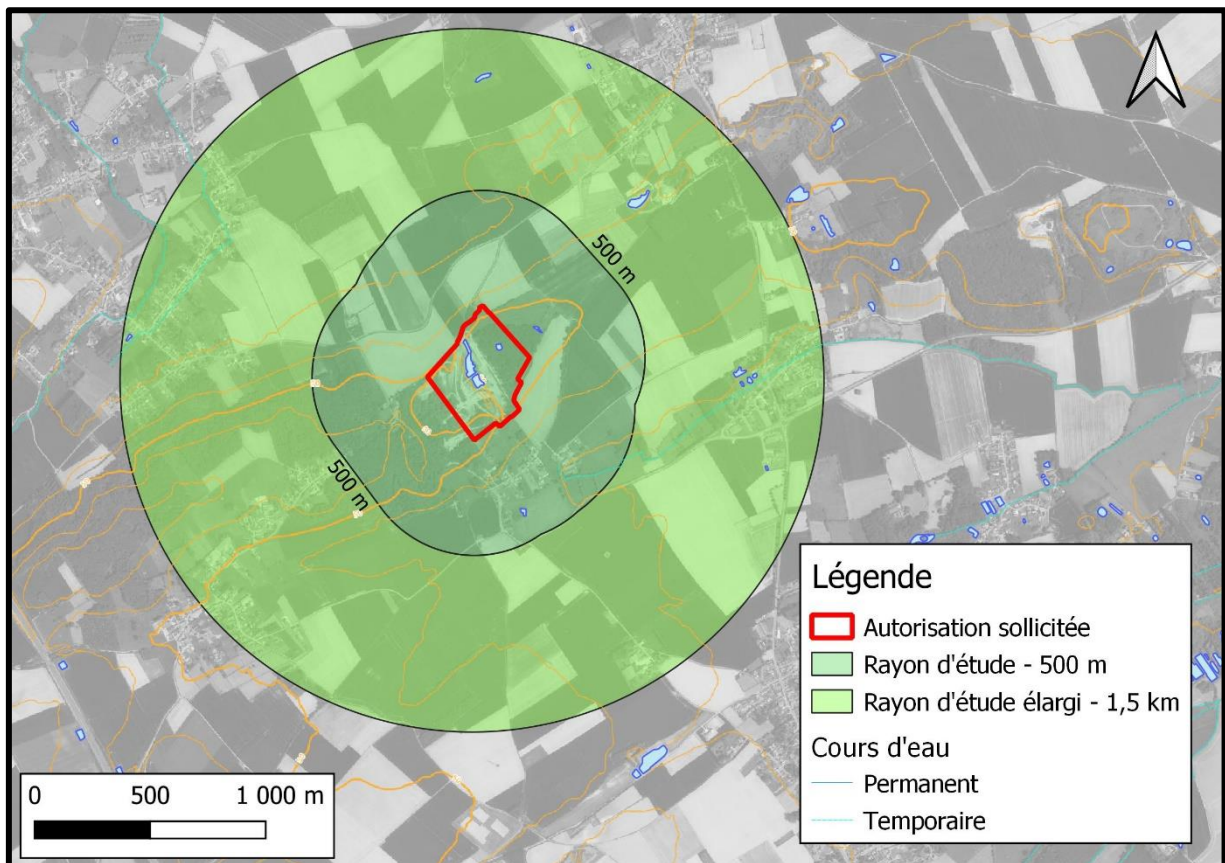 500 m
500 m
Légende
Autorisation sollicitée
Rayon d'étude - 500 m
Rayon d'étude élargi - 1,5 km
Cours d'eau
Permanent
Temporaire
0 500 1 000 m